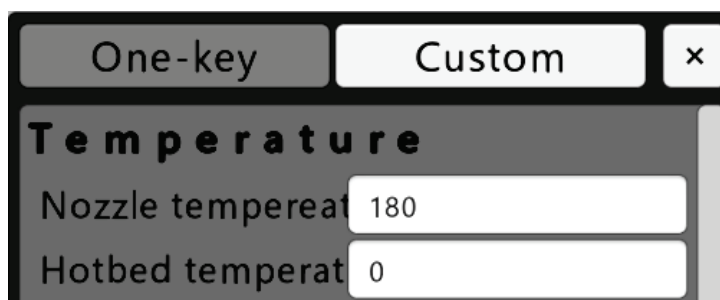 One-key Custom ×
Temperature
Nozzle tempereat 180
Hotbed temperat 0